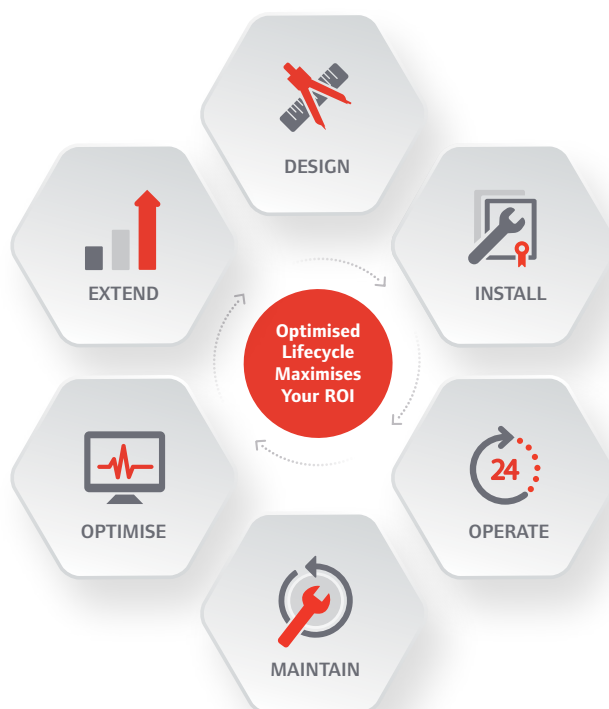 DESIGN
INSTALL
EXTEND
Optimised
Lifecycle
Maximises
Your ROI
24
OPERATE
OPTIMISE
MAINTAIN